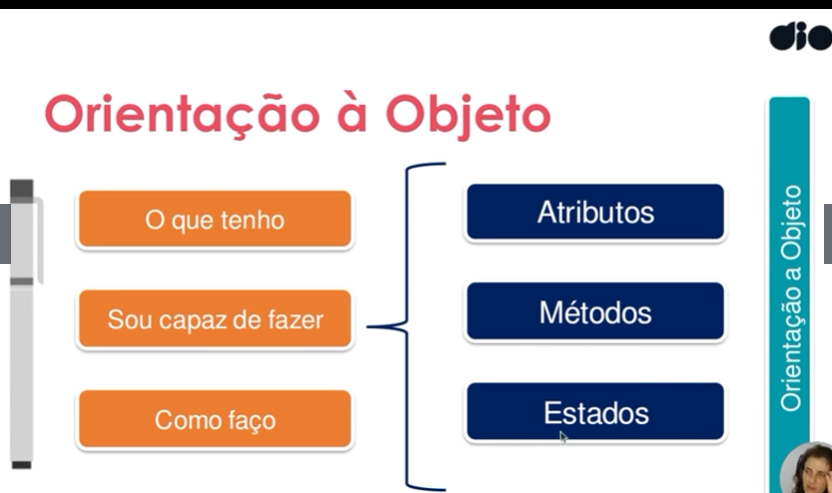 dio
Orientação à Objeto
O que tenho
Atributos
Sou capaz de fazer
Métodos
Como faço
Estados
Orientação a Objeto